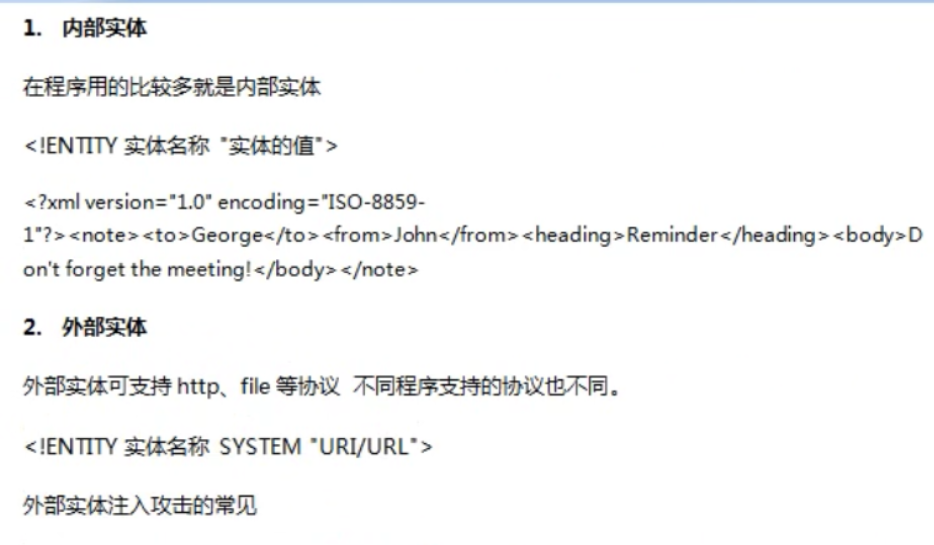 1. 内部实体
在程序用的比较多就是内部实体
<!ENTITY 实体名称 "实体的值">
<?xml version="1.0" encoding="ISO-8859-
1"?><note><to>George</to><from>John</from><heading>Reminder</heading><body>D
on't forget the meeting!</body></note>
2. 外部实体
外部实体可支持 http、file 等协议 不同程序支持的协议也不同。
<!ENTITY 实体名称 SYSTEM "URI/URL">
外部实体注入攻击的常见